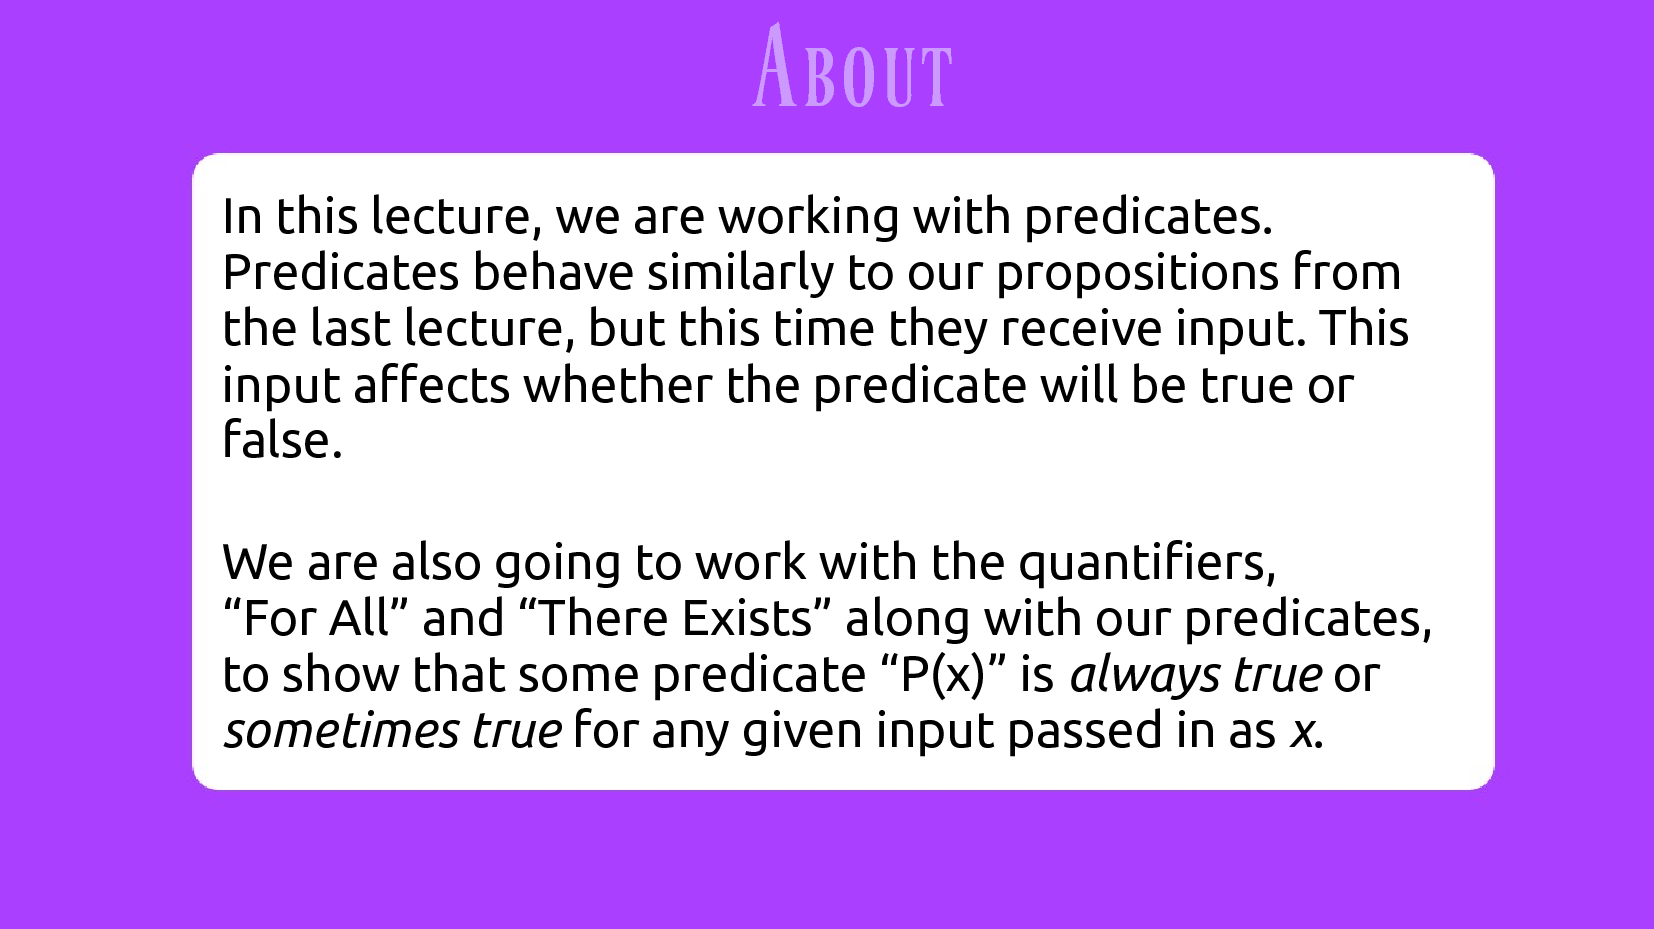 About
In this lecture, we are working with predicates.
Predicates behave similarly to our propositions from
the last lecture, but this time they receive input. This
input affects whether the predicate will be true or
false.
We are also going to work with the quantifiers,
“For All” and “There Exists” along with our predicates,
to show that some predicate “P(x)” is always true or
sometimes true for any given input passed in as x.